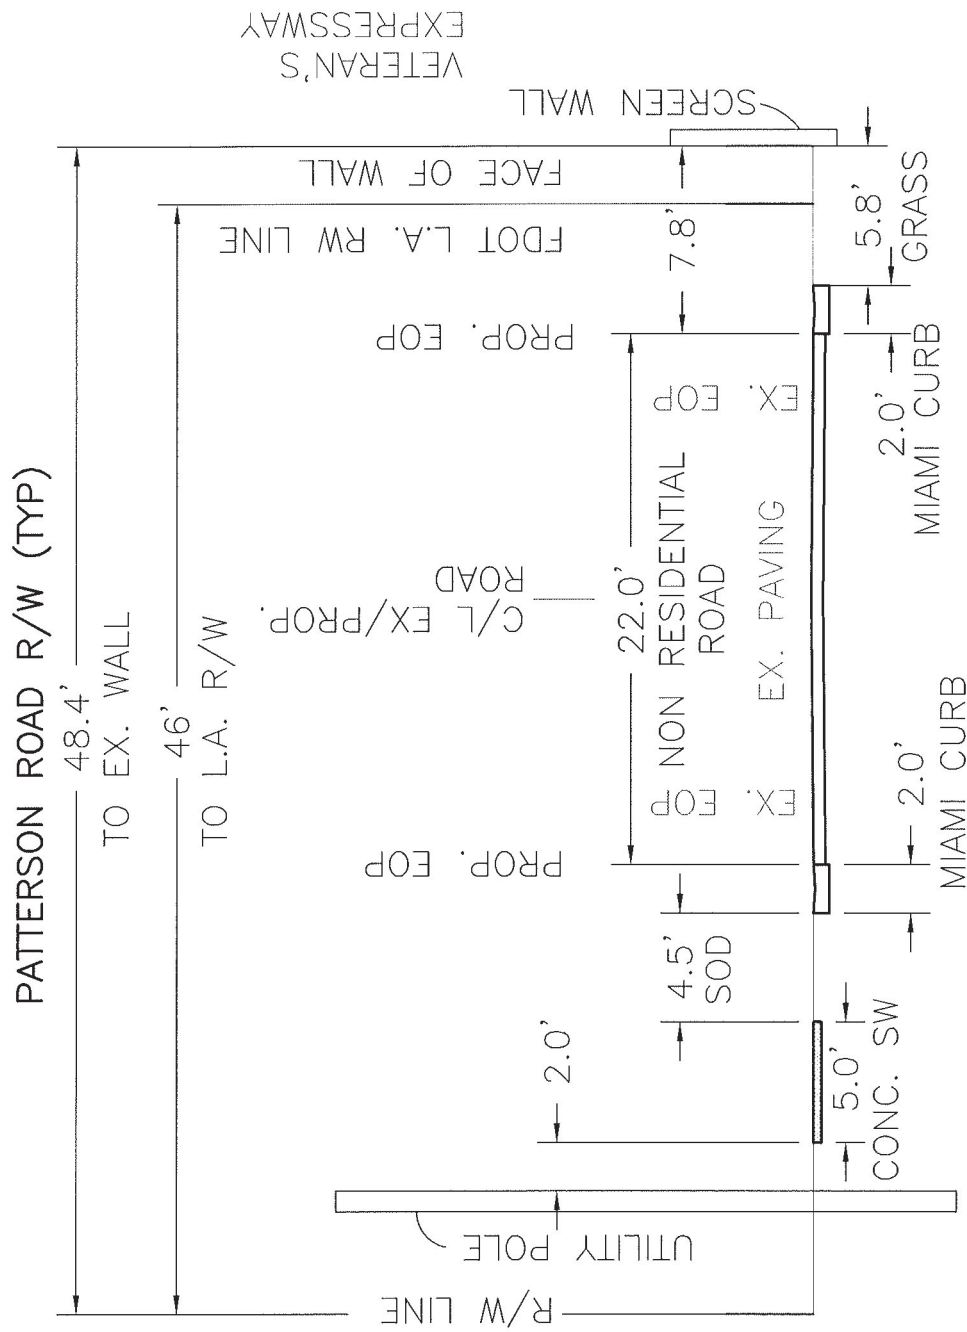 PATTERSON ROAD R/W (TYP)
48.4'
TO EX. WALL
46'
TO L.A. R/W
R/W LINE
UTILITY POLE
2.0'
5.0'
CONC. SW
4.5'
SOD
2.0'
MIAMI CURB
PROP. EOP
EX. EOP
22.0'
NON RESIDENTIAL
ROAD
EX. PAVING
C/L EX/PROP.
ROAD
EX. EOP
PROP. EOP
2.0'
MIAMI CURB
7.8'
5.8'
GRASS
FDOT L.A. RW LINE
FACE OF WALL
SCREEN WALL
VETERAN'S
EXPRESSWAY